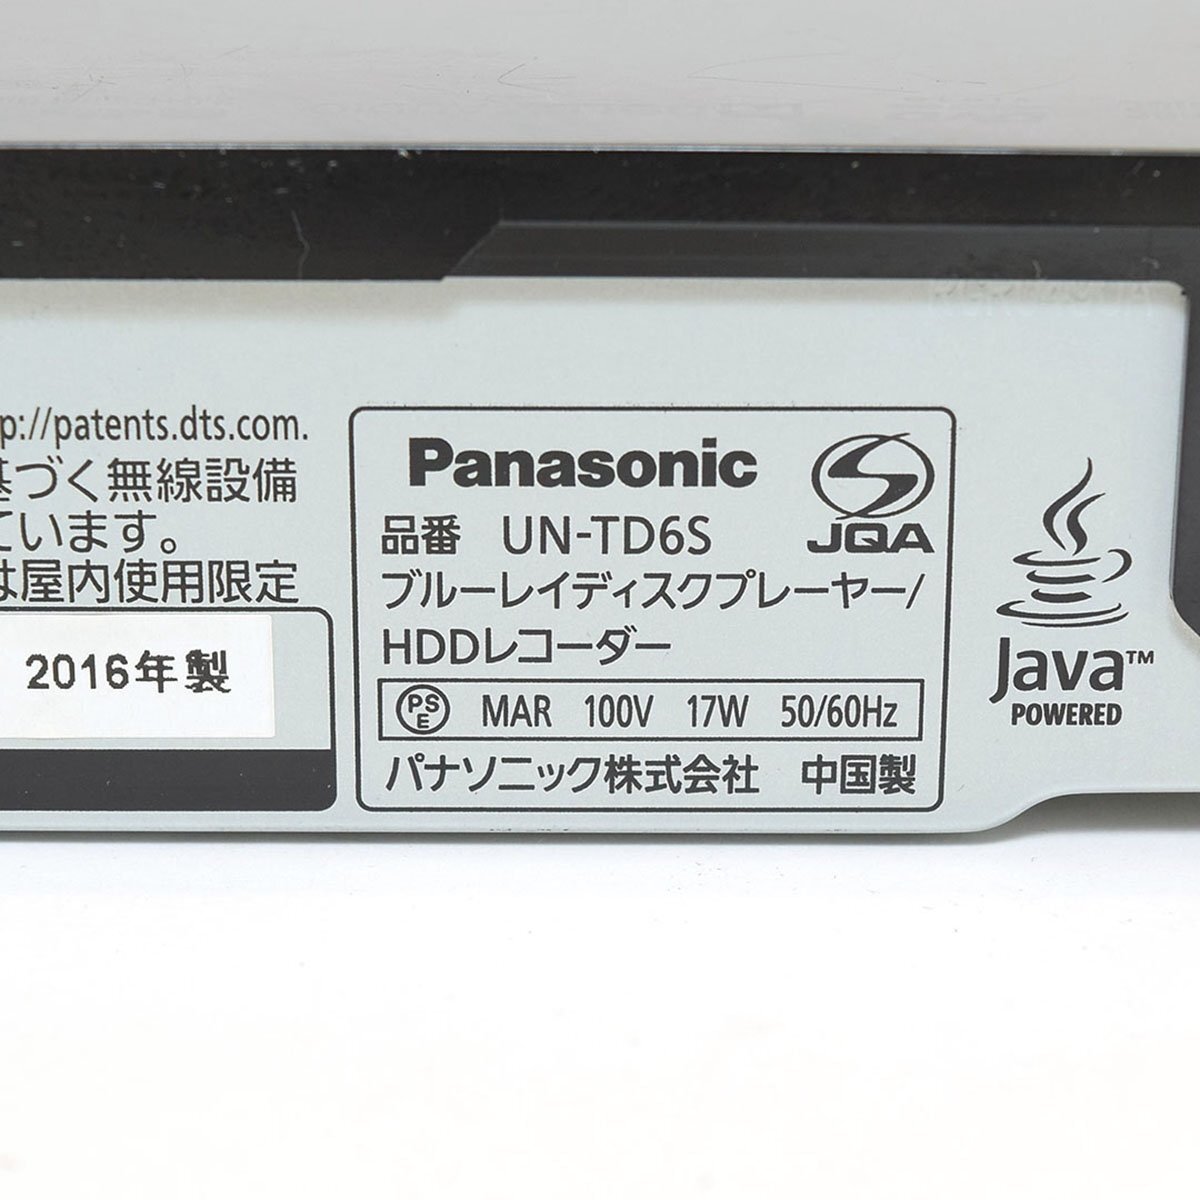 p://patents.dts.com.
基づく無線設備
ています。
は屋内使用限定
2016年製
Panasonic
JQA
品番 UN-TD6S
ブルーレイディスクプレーヤー/
HDDレコーダー
PSE MAR 100V 17W 50/60Hz
パナソニック株式会社 中国製
Java™
POWERED